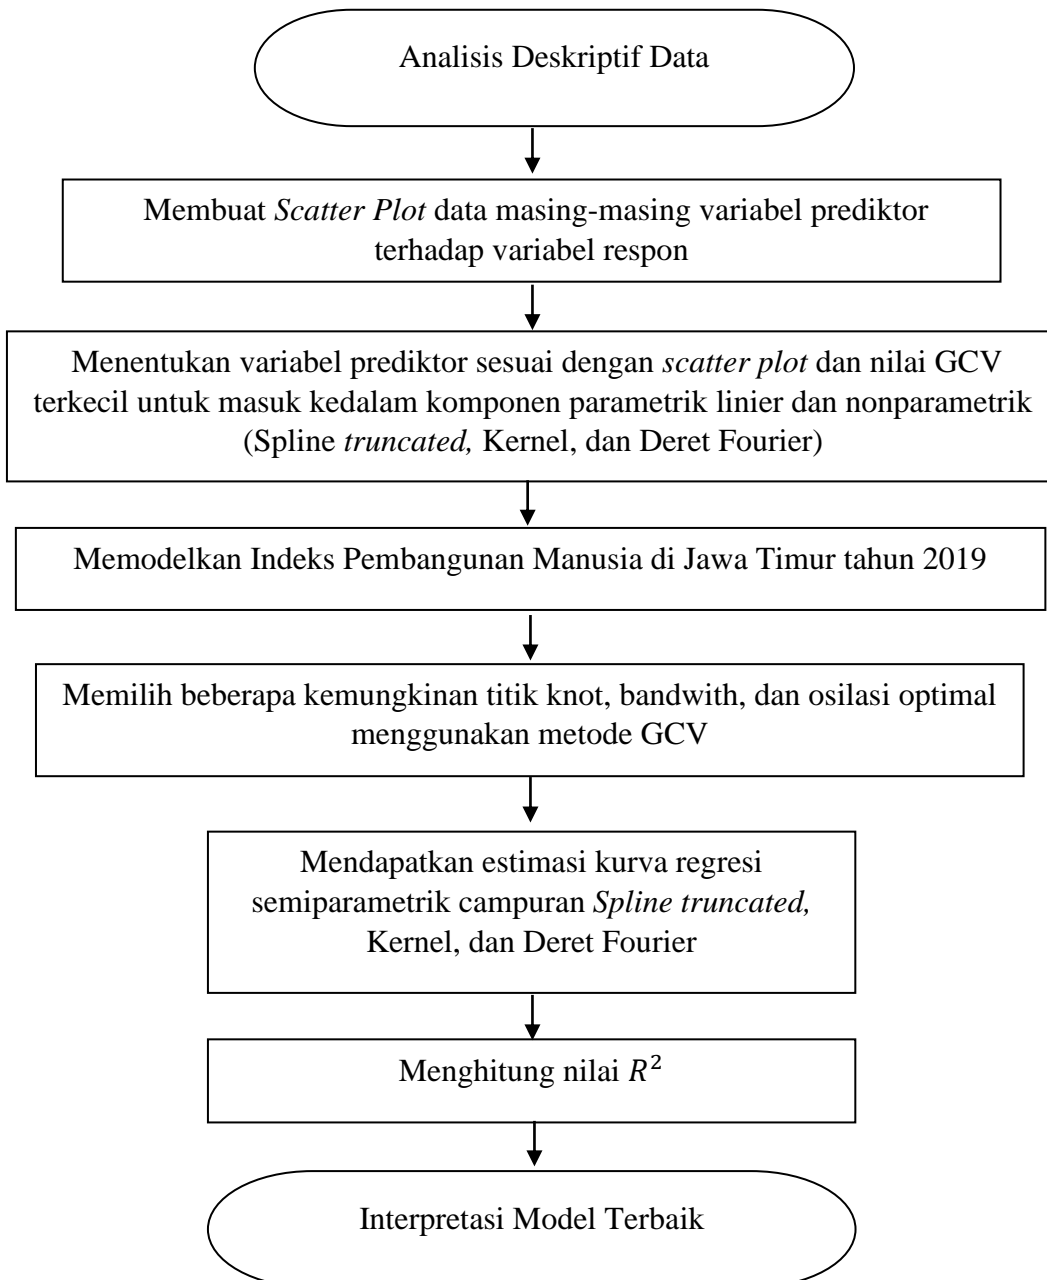 Analisis Deskriptif Data
Membuat Scatter Plot data masing-masing variabel prediktor
terhadap variabel respon
Menentukan variabel prediktor sesuai dengan scatter plot dan nilai GCV
terkecil untuk masuk kedalam komponen parametrik linier dan nonparametrik
(Spline truncated, Kernel, dan Deret Fourier)
Memodelkan Indeks Pembangunan Manusia di Jawa Timur tahun 2019
Memilih beberapa kemungkinan titik knot, bandwith, dan osilasi optimal
menggunakan metode GCV
Mendapatkan estimasi kurva regresi
semiparametrik campuran Spline truncated,
Kernel, dan Deret Fourier
Menghitung nilai R²
Interpretasi Model Terbaik